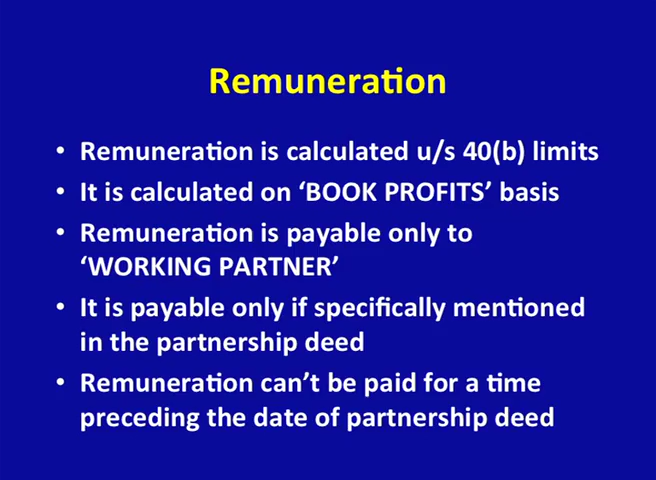 Remuneration
• Remuneration is calculated u/s 40(b) limits
• It is calculated on ‘BOOK PROFITS’ basis
• Remuneration is payable only to
‘WORKING PARTNER’
• It is payable only if specifically mentioned
in the partnership deed
• Remuneration can’t be paid for a time
preceding the date of partnership deed